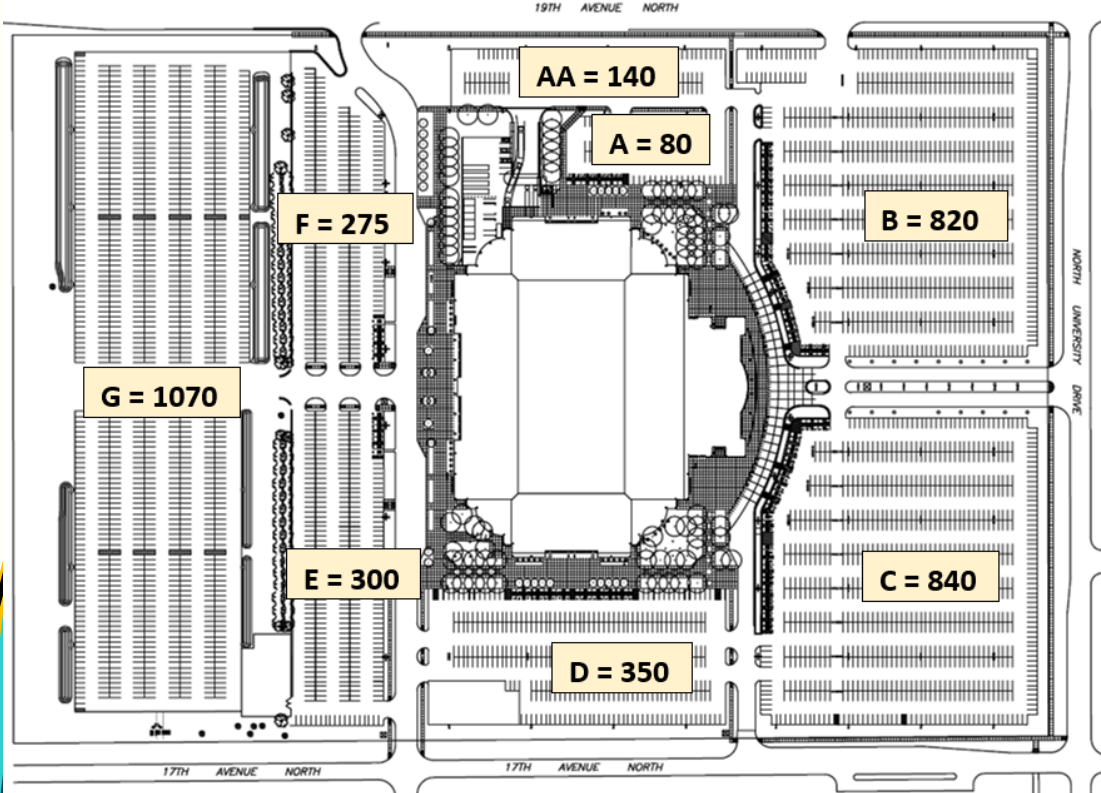 19TH AVENUE NORTH
AA = 140
A = 80
B = 820
F = 275
NORTH UNIVERSITY DRIVE
G = 1070
E = 300
C = 840
D = 350
17TH AVENUE NORTH
17TH AVENUE NORTH